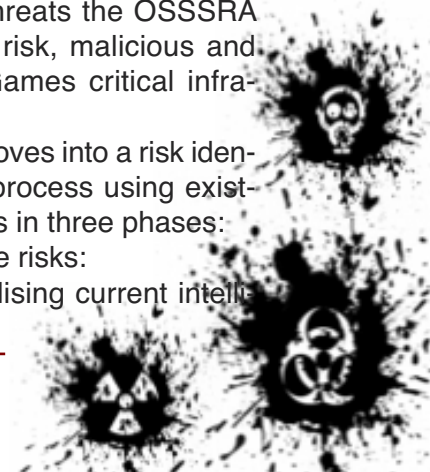 hreats the OSSSRA
risk, malicious and
ames critical infra-
oves into a risk iden-
process using exist-
s in three phases:
e risks:
lising current intelli-